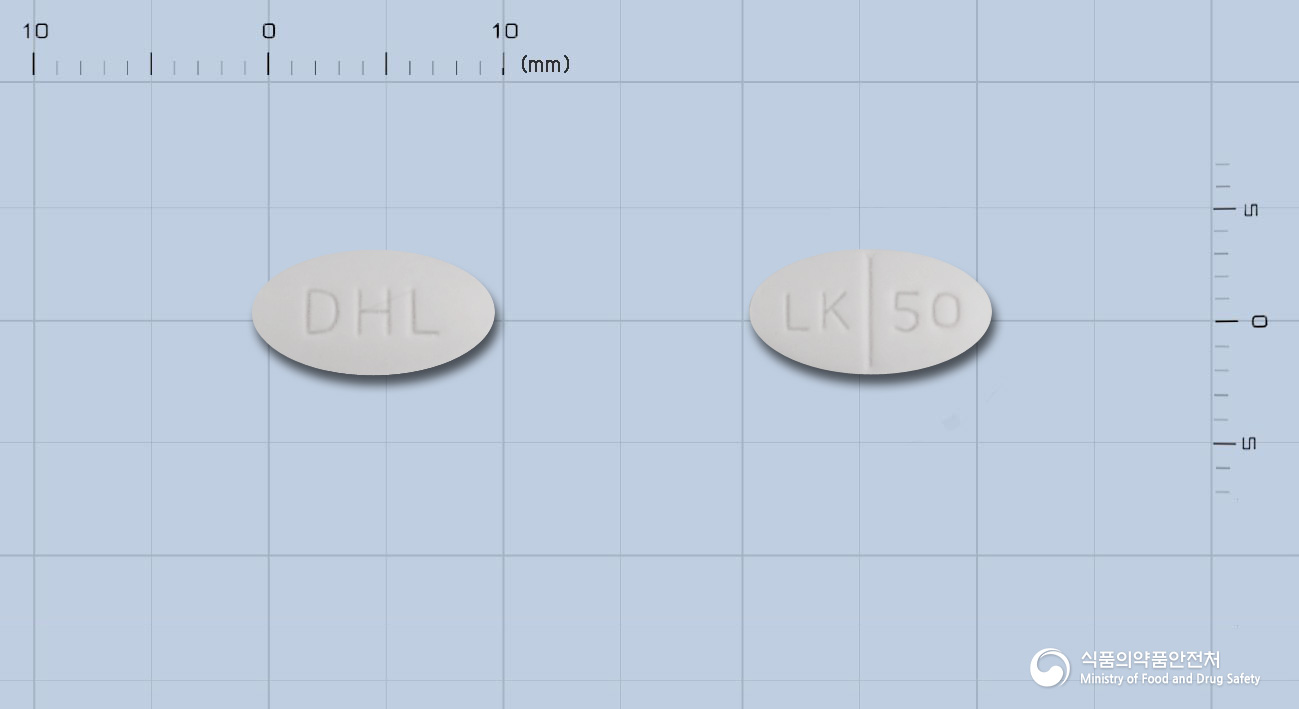 10 0 10
(mm)
DHL
LK 50
5
0
5
식품의약품안전처
Ministry of Food and Drug Safety